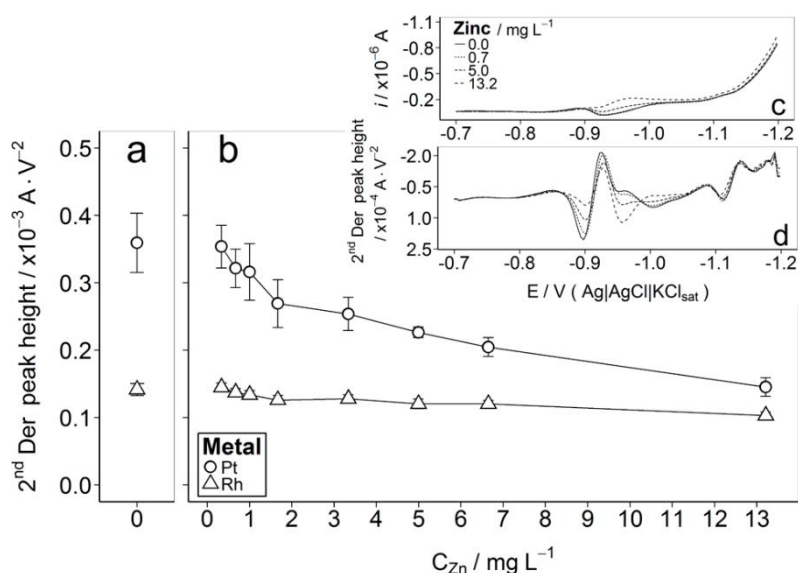 -1.1
-0.8
-0.5
-0.2
i / x10⁻⁶ A
Zinc / mg L⁻¹
0.0
0.7
5.0
13.2
c
-0.7 -0.8 -0.9 -1.0 -1.1 -1.2
-2.0
-0.5
1.0
2.5
2ⁿᵈ Der peak height
/ x10⁻⁴ A·V⁻²
d
-0.7 -0.8 -0.9 -1.0 -1.1 -1.2
E / V ( Ag|AgCl|KClsat )
a
b
0.5
0.4
0.3
0.2
0.1
0.0
2ⁿᵈ Der peak height / x10⁻³ A·V⁻²
Metal
Pt
Rh
0
0 1 2 3 4 5 6 7 8 9 10 11 12 13
CZn / mg L⁻¹